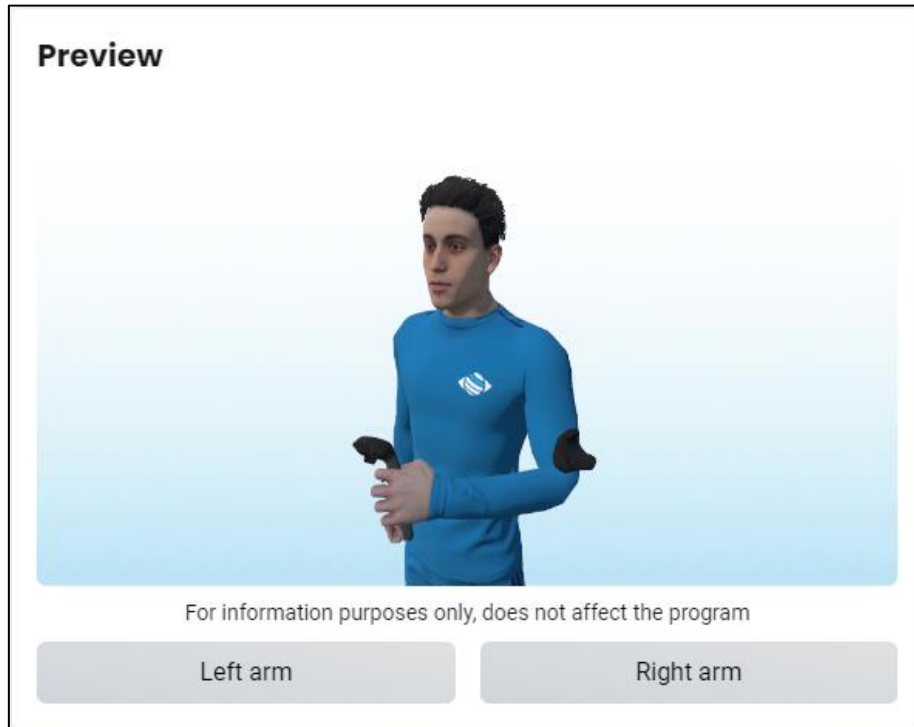 Preview
For information purposes only, does not affect the program
Left arm
Right arm